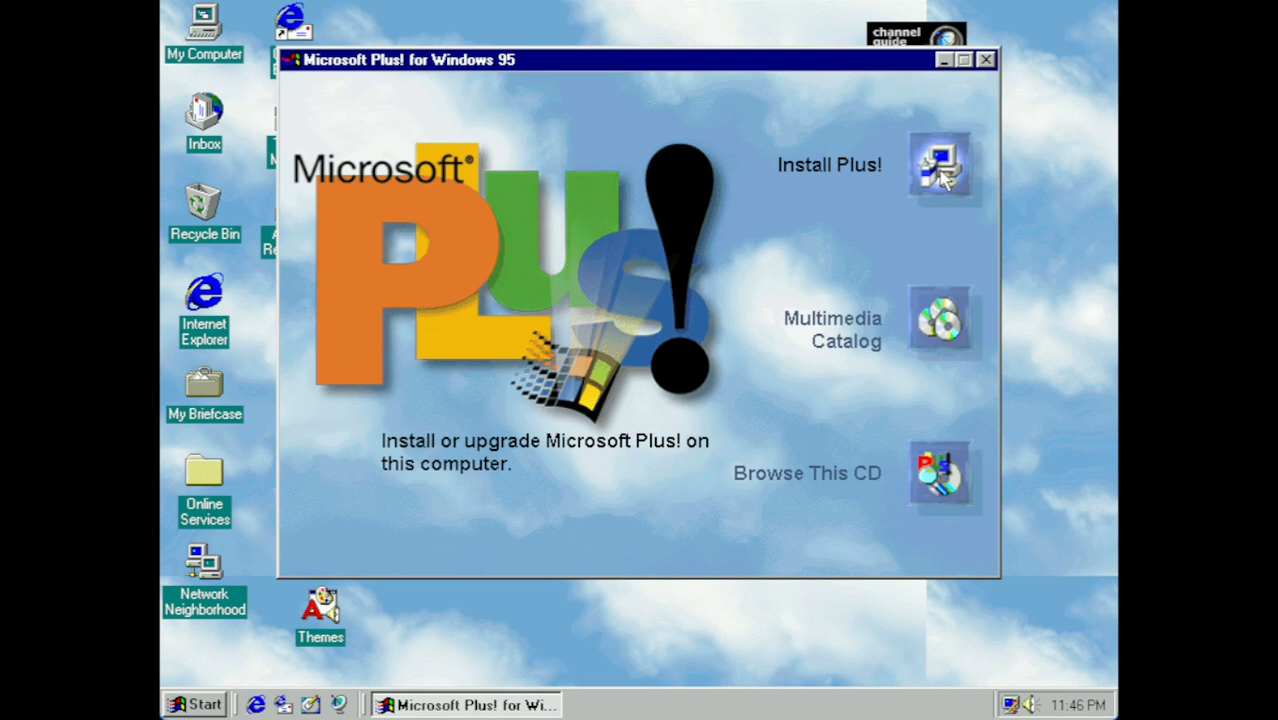 My Computer
channel
guide
Microsoft Plus! for Windows 95
Inbox
Microsoft®
PLUS!
Install Plus!
Recycle Bin
Internet
Explorer
Multimedia
Catalog
My Briefcase
Install or upgrade Microsoft Plus! on
this computer.
Browse This CD
Online
Services
Network
Neighborhood
Themes
Start
Microsoft Plus! for Wi...
11:46 PM